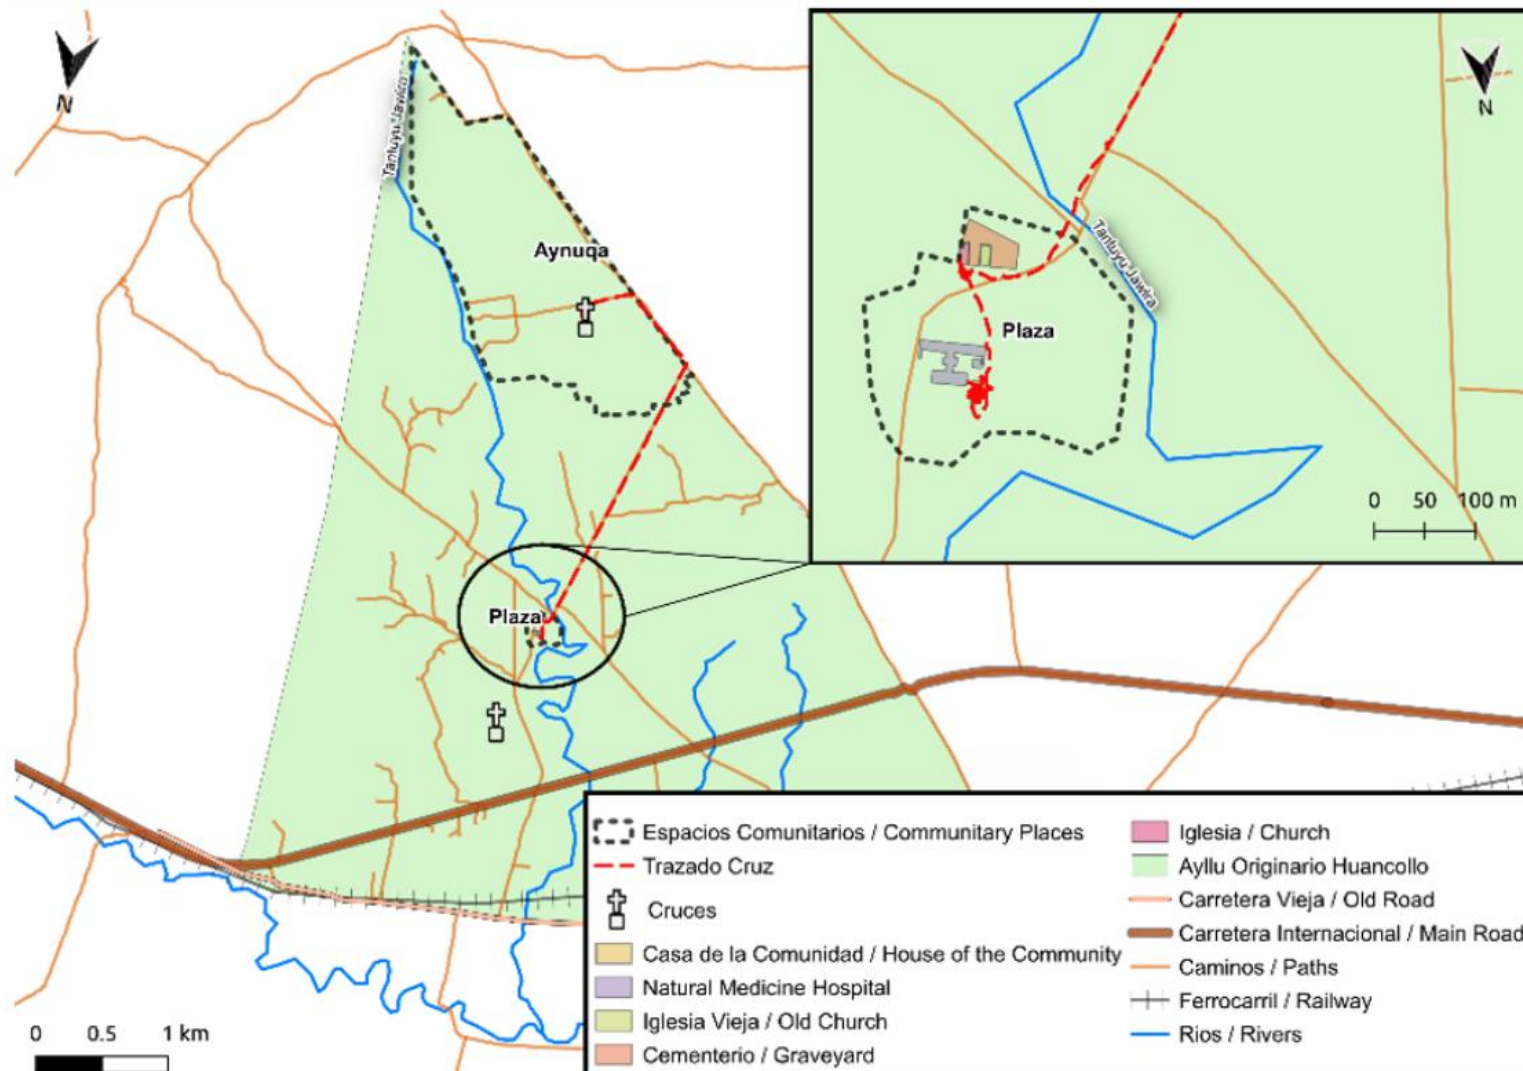 N
Tantuyu Jawira
Aynuqa
Plaza
0 0.5 1 km
N
Tantuyu Jawira
Plaza
0 50 100 m
Espacios Comunitarios / Communitary Places
Trazado Cruz
Cruces
Casa de la Comunidad / House of the Community
Natural Medicine Hospital
Iglesia Vieja / Old Church
Cementerio / Graveyard
Iglesia / Church
Ayllu Originario Huancollo
Carretera Vieja / Old Road
Carretera Internacional / Main Road
Caminos / Paths
Ferrocarril / Railway
Rios / Rivers